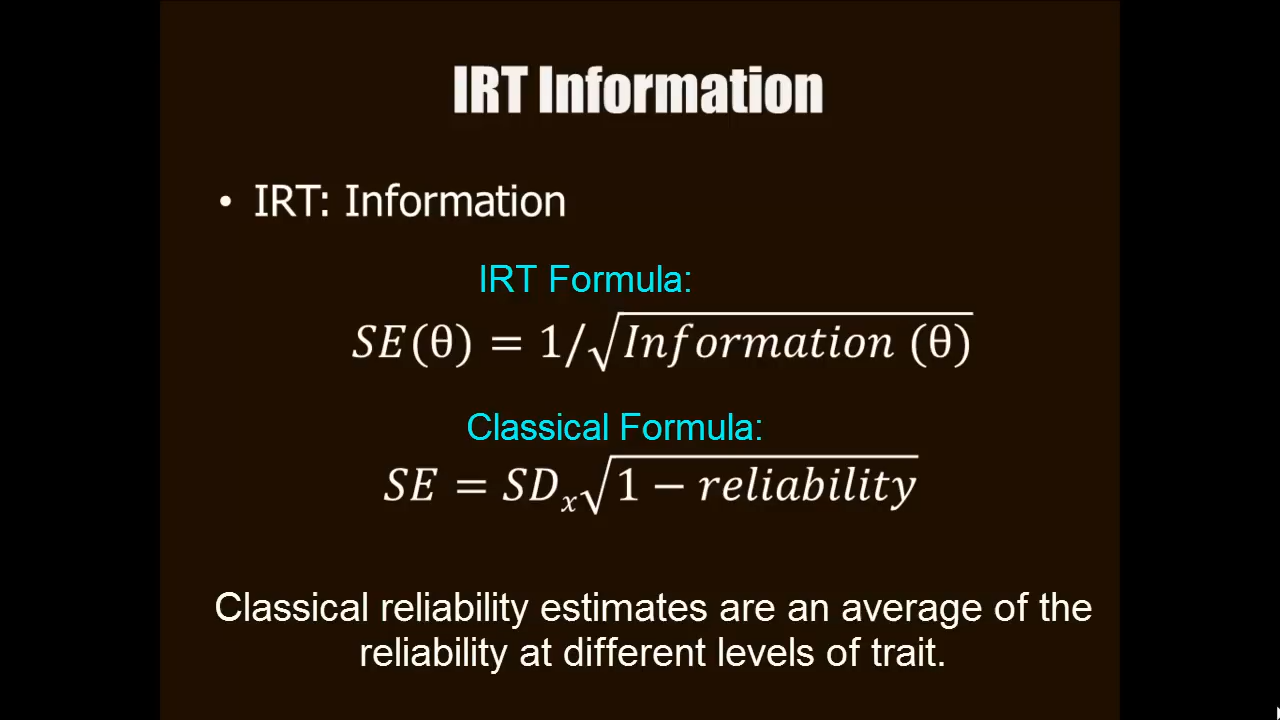 IRT Information
• IRT: Information
IRT Formula:
SE(θ) = 1/√Information (θ)
Classical Formula:
SE = SDₓ√1 − reliability
Classical reliability estimates are an average of the
reliability at different levels of trait.